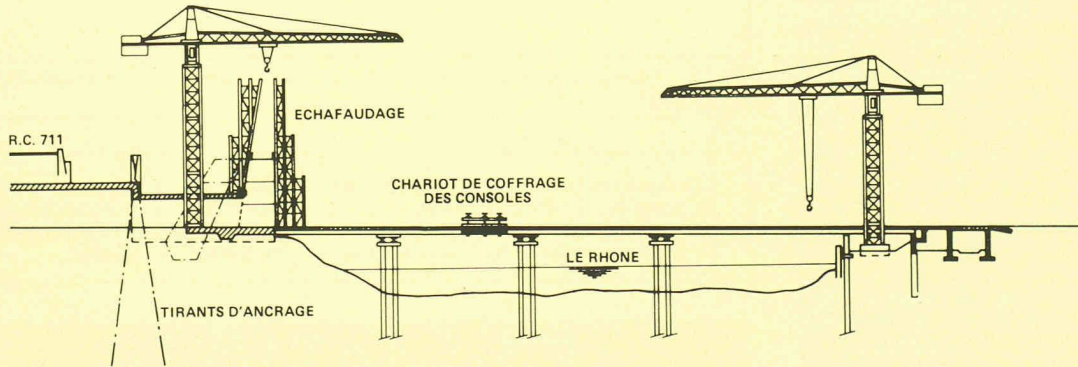 R.C. 711
ECHAFAUDAGE
CHARIOT DE COFFRAGE
DES CONSOLES
LE RHONE
TIRANTS D'ANCRAGE